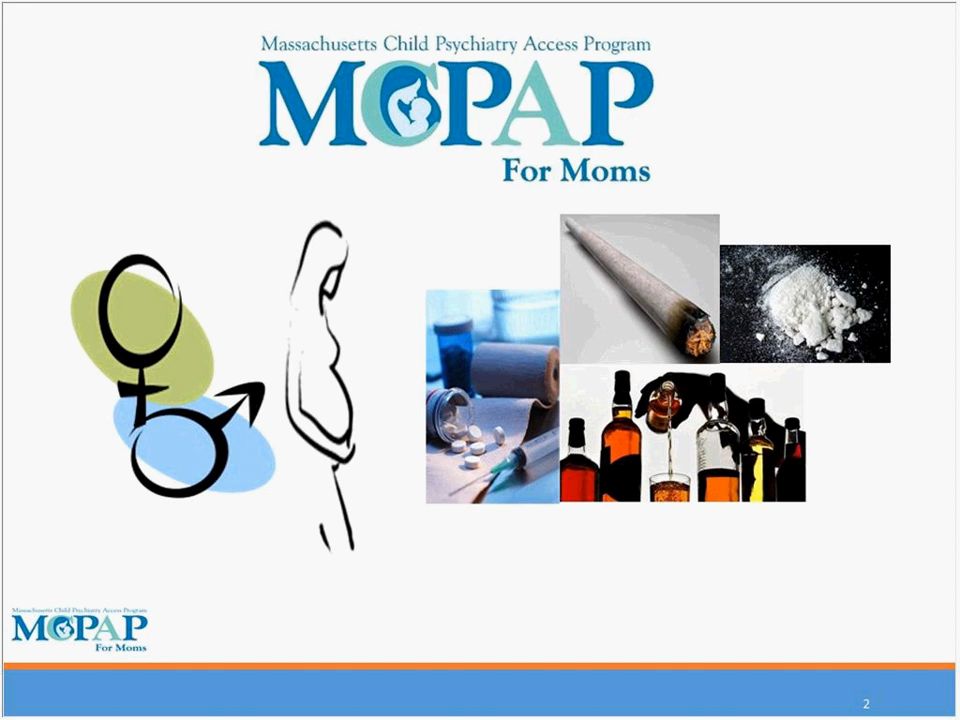 Massachusetts Child Psychiatry Access Program
MCPAP
For Moms
Massachusetts Child Psychiatry Access Program
MCPAP
For Moms
2